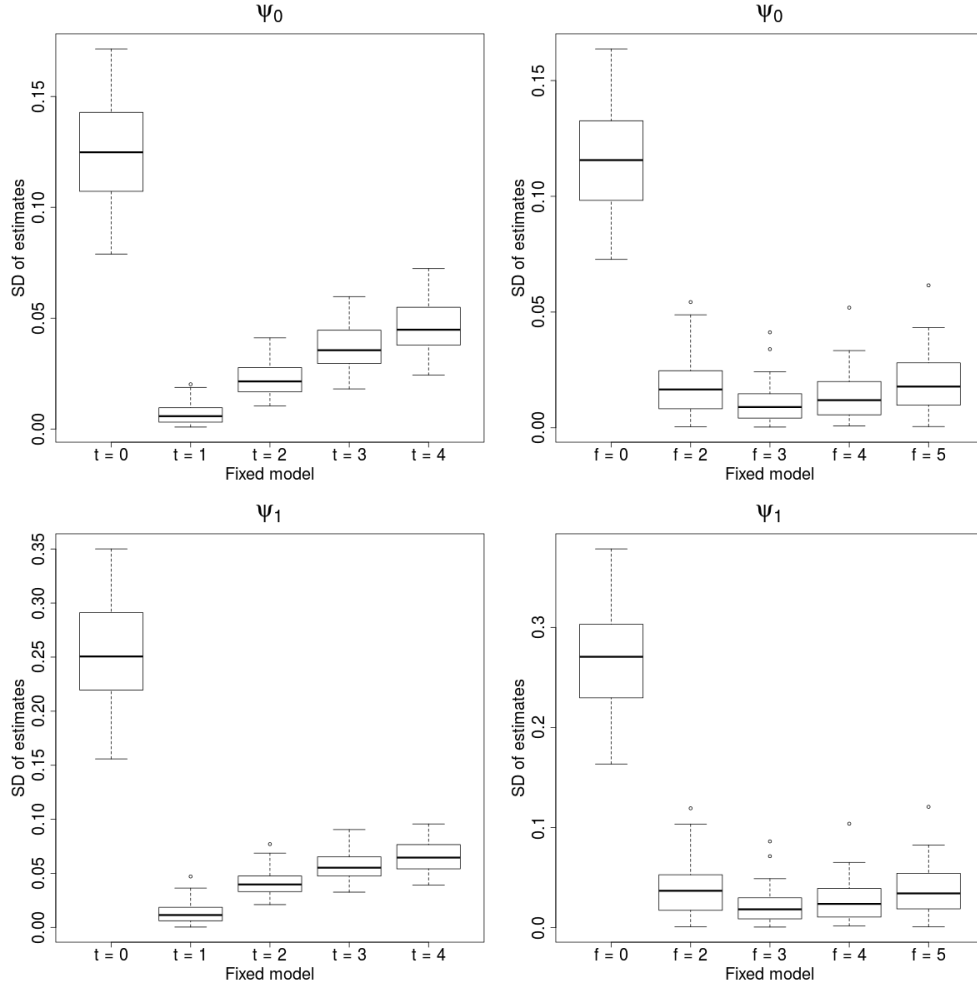 Ψ0
SD of estimates
0.00 0.05 0.10 0.15
t = 0 t = 1 t = 2 t = 3 t = 4
Fixed model
Ψ0
SD of estimates
0.00 0.05 0.10 0.15
f = 0 f = 2 f = 3 f = 4 f = 5
Fixed model
Ψ1
SD of estimates
0.00 0.05 0.10 0.15 0.20 0.25 0.30 0.35
t = 0 t = 1 t = 2 t = 3 t = 4
Fixed model
Ψ1
SD of estimates
0.0 0.1 0.2 0.3
f = 0 f = 2 f = 3 f = 4 f = 5
Fixed model